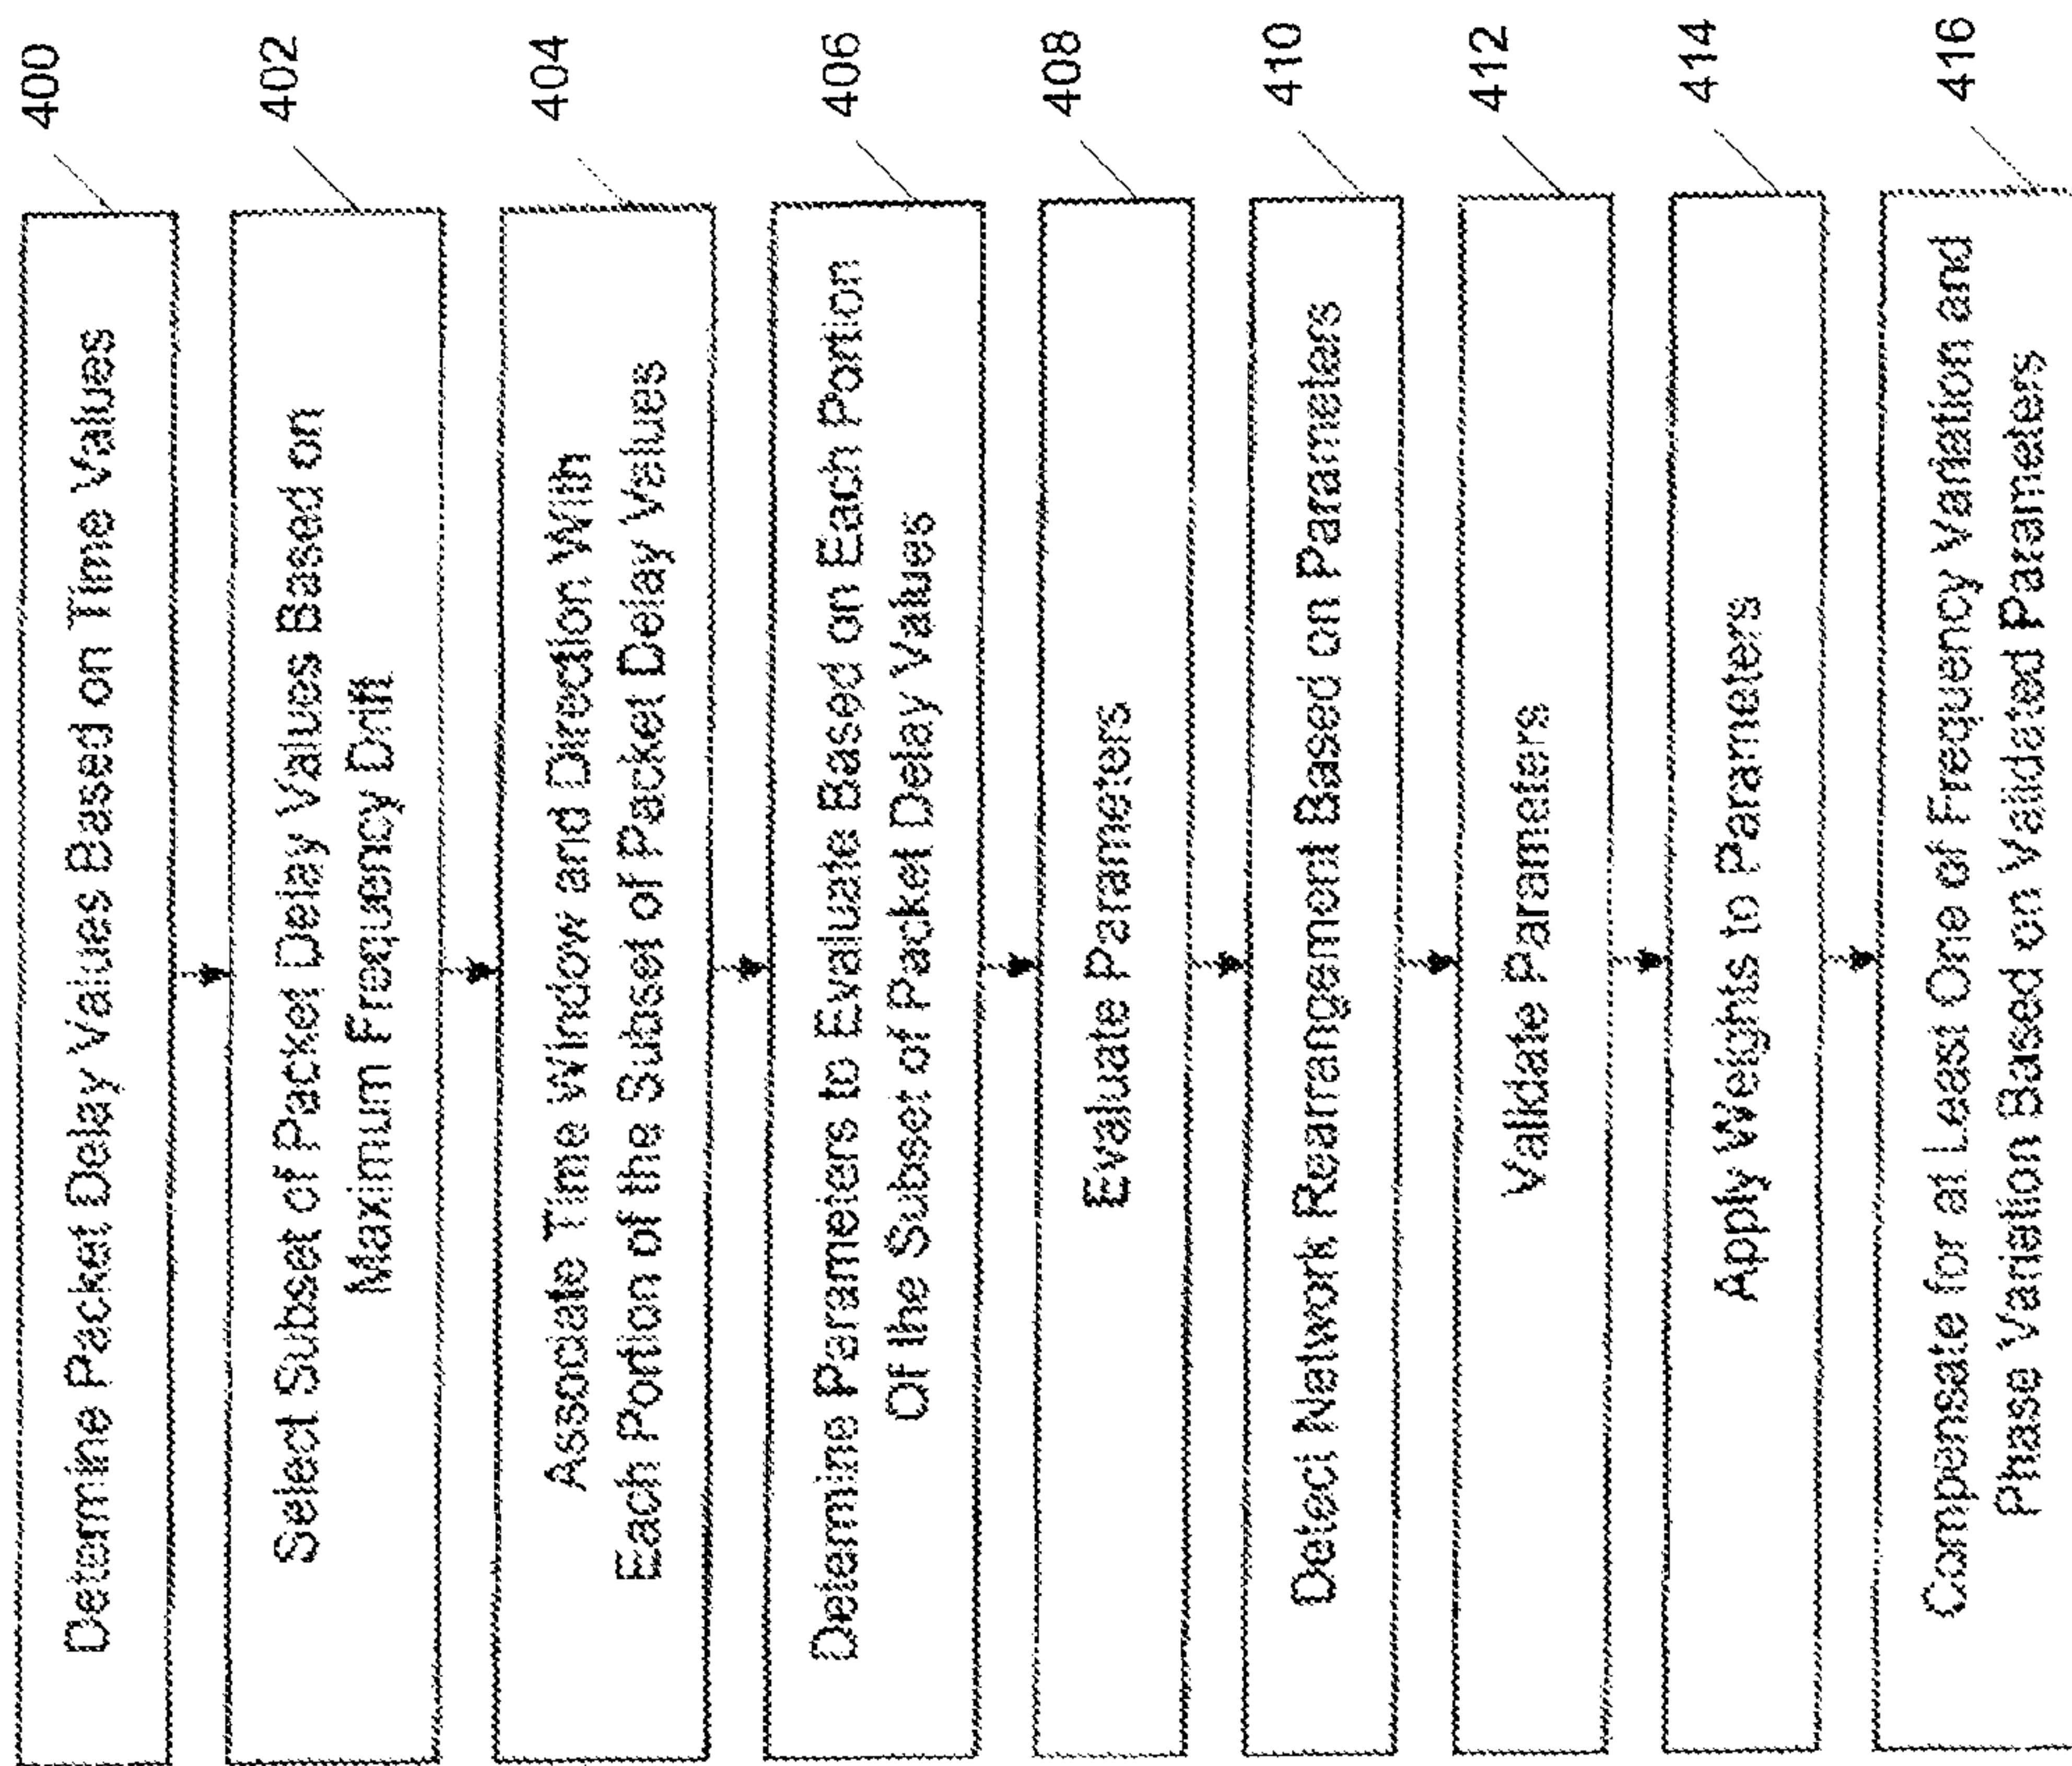 400
Determine Packet Delay Values Based on Time Values
402
Select Subset of Packet Delay Values Based on
Maximum Frequency Drift
404
Associate Time Window and Direction With
Each Portion of the Subset of Packet Delay Values
406
Determine Parameters to Evaluate Based on Each Portion
Of the Subset of Packet Delay Values
408
Evaluate Parameters
410
Detect Network Rearrangement Based on Parameters
412
Validate Parameters
414
Apply Weights to Parameters
416
Compensate for at Least One of Frequency Variation and
Phase Variation Based on Validated Parameters